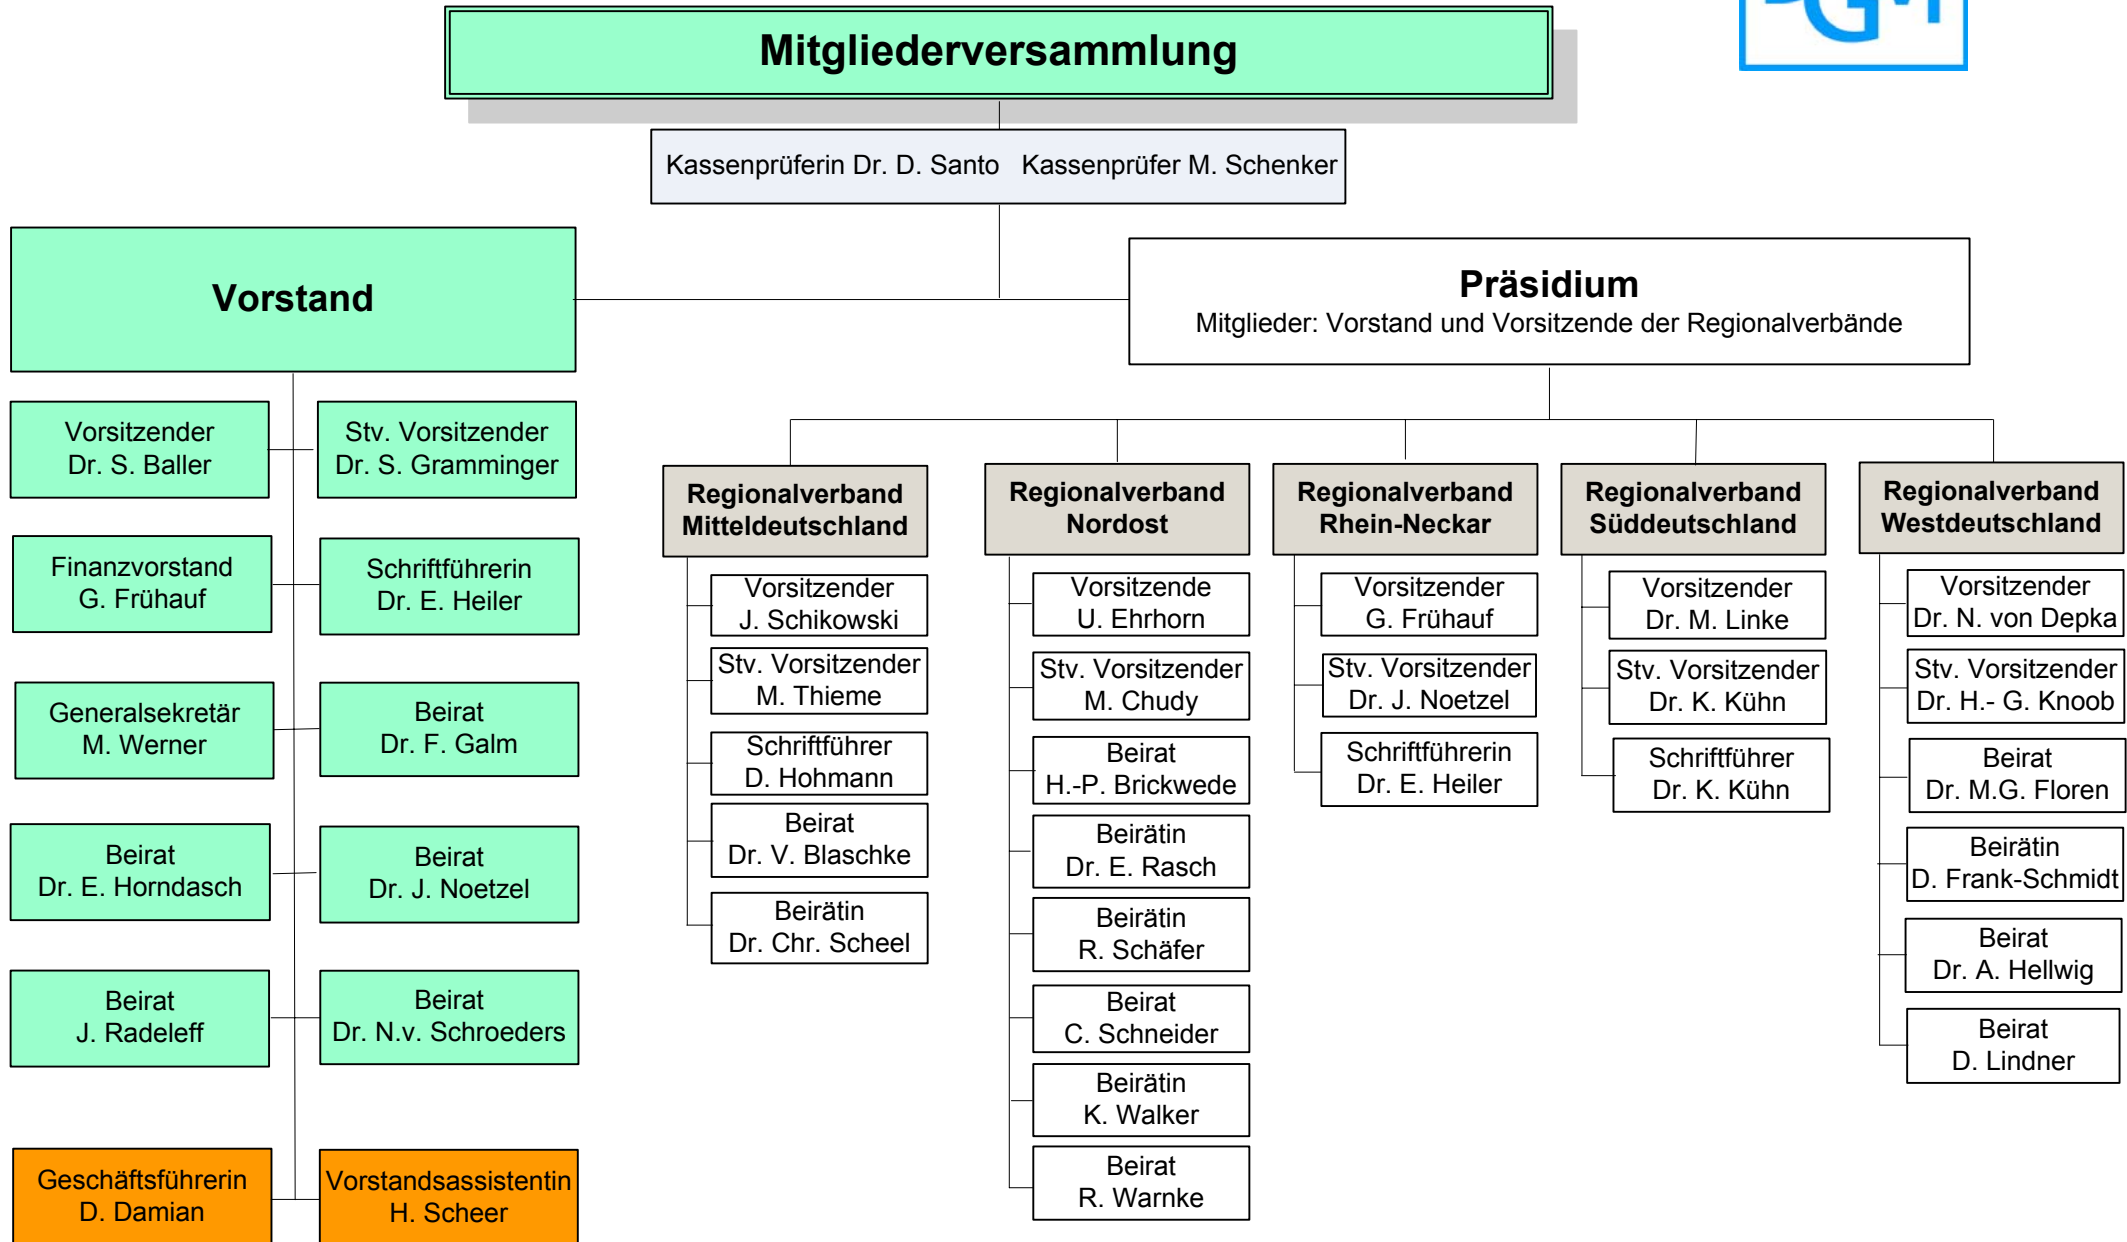 Mitgliederversammlung
Kassenprüferin Dr. D. Santo Kassenprüfer M. Schenker
Vorstand
Präsidium
Mitglieder: Vorstand und Vorsitzende der Regionalverbände
Vorsitzender
Dr. S. Baller
Stv. Vorsitzender
Dr. S. Gramminger
Finanzvorstand
G. Frühauf
Schriftführerin
Dr. E. Heiler
Generalsekretär
M. Werner
Beirat
Dr. F. Galm
Beirat
Dr. E. Horndasch
Beirat
Dr. J. Noetzel
Beirat
J. Radeleff
Beirat
Dr. N.v. Schroeders
Geschäftsführerin
D. Damian
Vorstandsassistentin
H. Scheer
Regionalverband
Mitteldeutschland
Vorsitzender
J. Schikowski
Stv. Vorsitzender
M. Thieme
Schriftführer
D. Hohmann
Beirat
Dr. V. Blaschke
Beirätin
Dr. Chr. Scheel
Regionalverband
Nordost
Vorsitzende
U. Ehrhorn
Stv. Vorsitzender
M. Chudy
Beirat
H.-P. Brickwede
Beirätin
Dr. E. Rasch
Beirätin
R. Schäfer
Beirat
C. Schneider
Beirätin
K. Walker
Beirat
R. Warnke
Regionalverband
Rhein-Neckar
Vorsitzender
G. Frühauf
Stv. Vorsitzender
Dr. J. Noetzel
Schriftführerin
Dr. E. Heiler
Regionalverband
Süddeutschland
Vorsitzender
Dr. M. Linke
Stv. Vorsitzender
Dr. K. Kühn
Schriftführer
Dr. K. Kühn
Regionalverband
Westdeutschland
Vorsitzender
Dr. N. von Depka
Stv. Vorsitzender
Dr. H.- G. Knoob
Beirat
Dr. M.G. Floren
Beirätin
D. Frank-Schmidt
Beirat
Dr. A. Hellwig
Beirat
D. Lindner